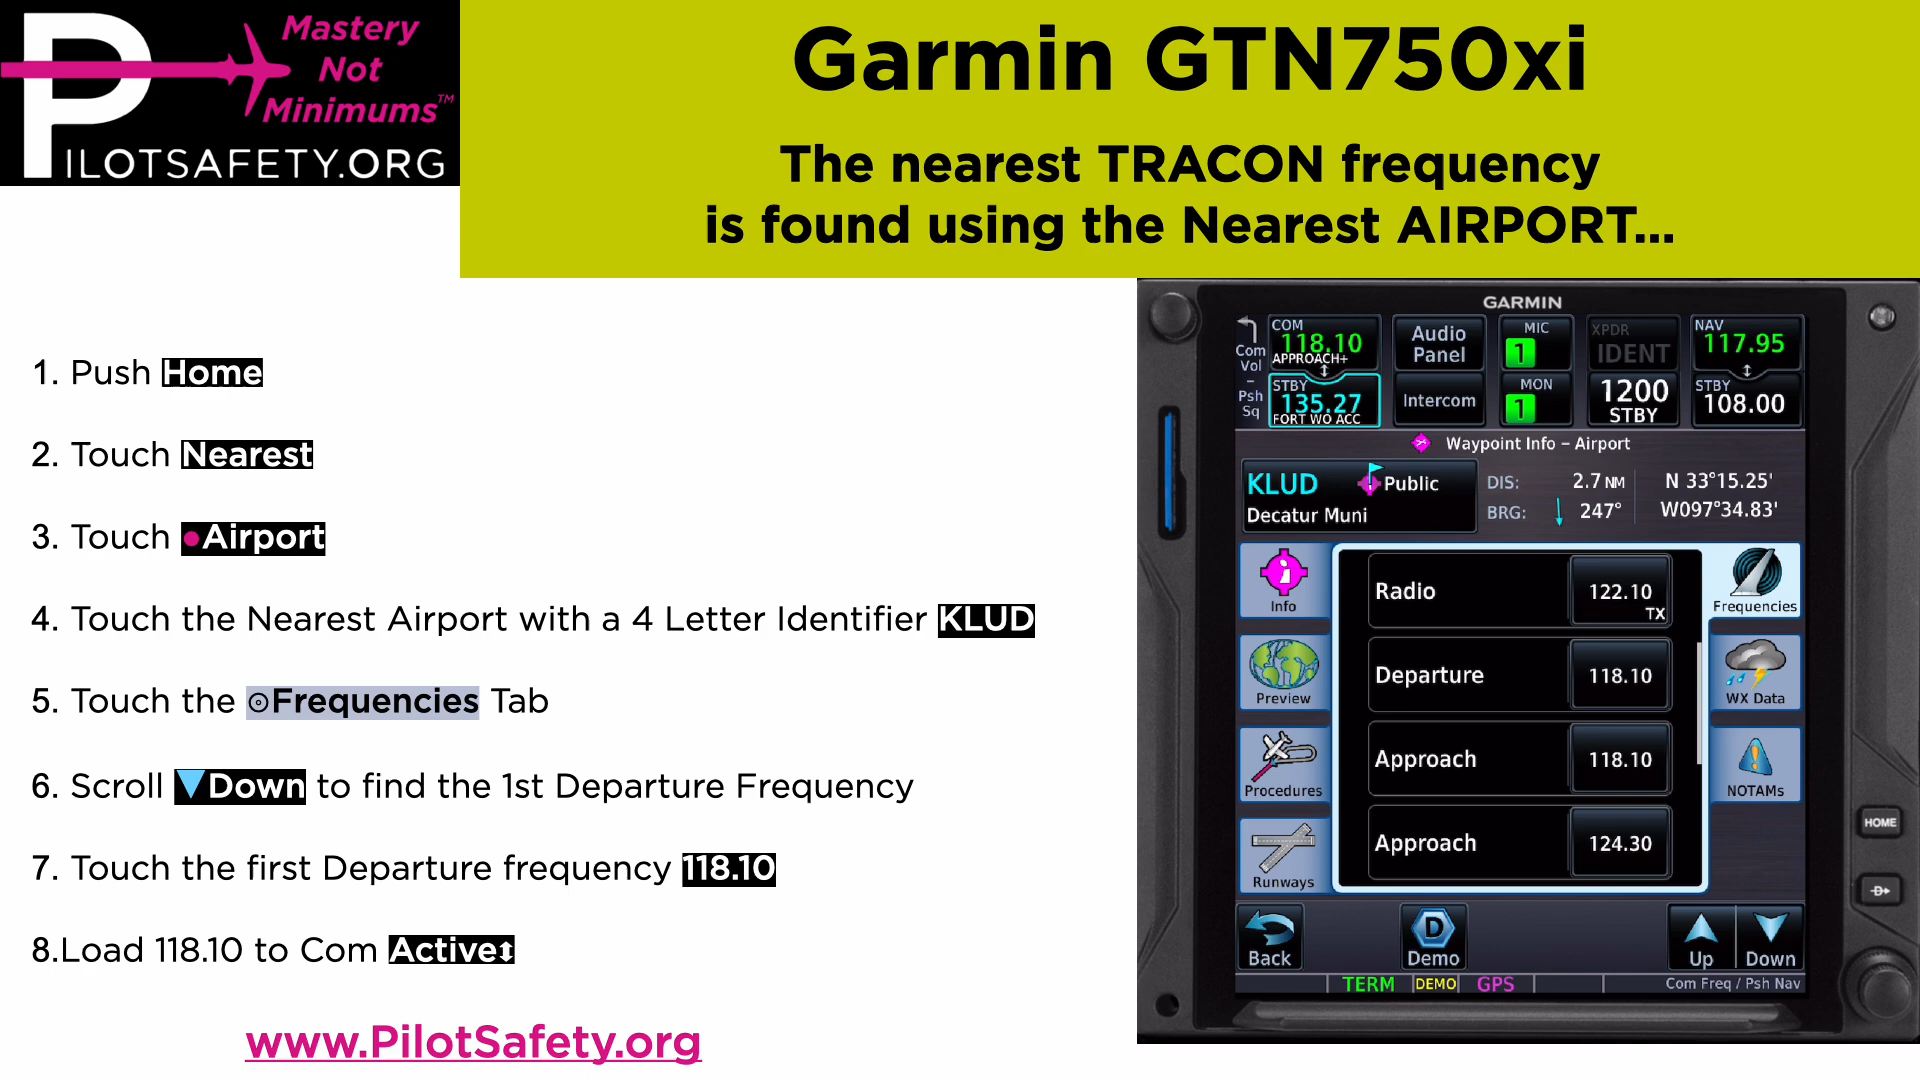 Mastery
Not
Minimums™
PILOTSAFETY.ORG
Garmin GTN750xi
The nearest TRACON frequency
is found using the Nearest AIRPORT...
1. Push Home
2. Touch Nearest
3. Touch ●Airport
4. Touch the Nearest Airport with a 4 Letter Identifier KLUD
5. Touch the ⊙Frequencies Tab
6. Scroll ▼Down to find the 1st Departure Frequency
7. Touch the first Departure frequency 118.10
8.Load 118.10 to Com Active⬍
www.PilotSafety.org
GARMIN
Com
Vol
–
Psh
Sq
COM
118.10
APPROACH+
STBY
135.27
FORT WO ACC
Audio
Panel
Intercom
MIC
1
MON
1
XPDR
IDENT
1200
STBY
NAV
117.95
STBY
108.00
Waypoint Info – Airport
KLUD Public
Decatur Muni
DIS: 2.7 NM
BRG: 247°
N 33°15.25'
W097°34.83'
Info
Preview
Procedures
Runways
Radio 122.10
TX
Departure 118.10
Approach 118.10
Approach 124.30
Frequencies
WX Data
NOTAMs
HOME
D
Back
D
Demo
Up
Down
TERM DEMO GPS Com Freq / Psh Nav